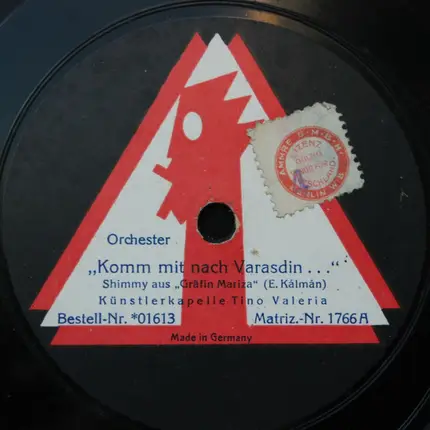 Orchester
„Komm mit nach Varasdin . . .“
Shimmy aus „Gräfin Mariza“ (E. Kálmán)
Künstlerkapelle Tino Valeria
Bestell-Nr. *01613 Matriz.-Nr. 1766A
Made in Germany